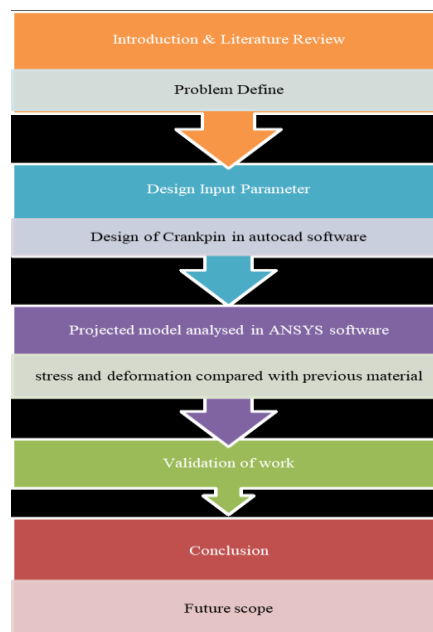 Introduction & Literature Review
Problem Define
Design Input Parameter
Design of Crankpin in autocad software
Projected model analysed in ANSYS software
stress and deformation compared with previous material
Validation of work
Conclusion
Future scope